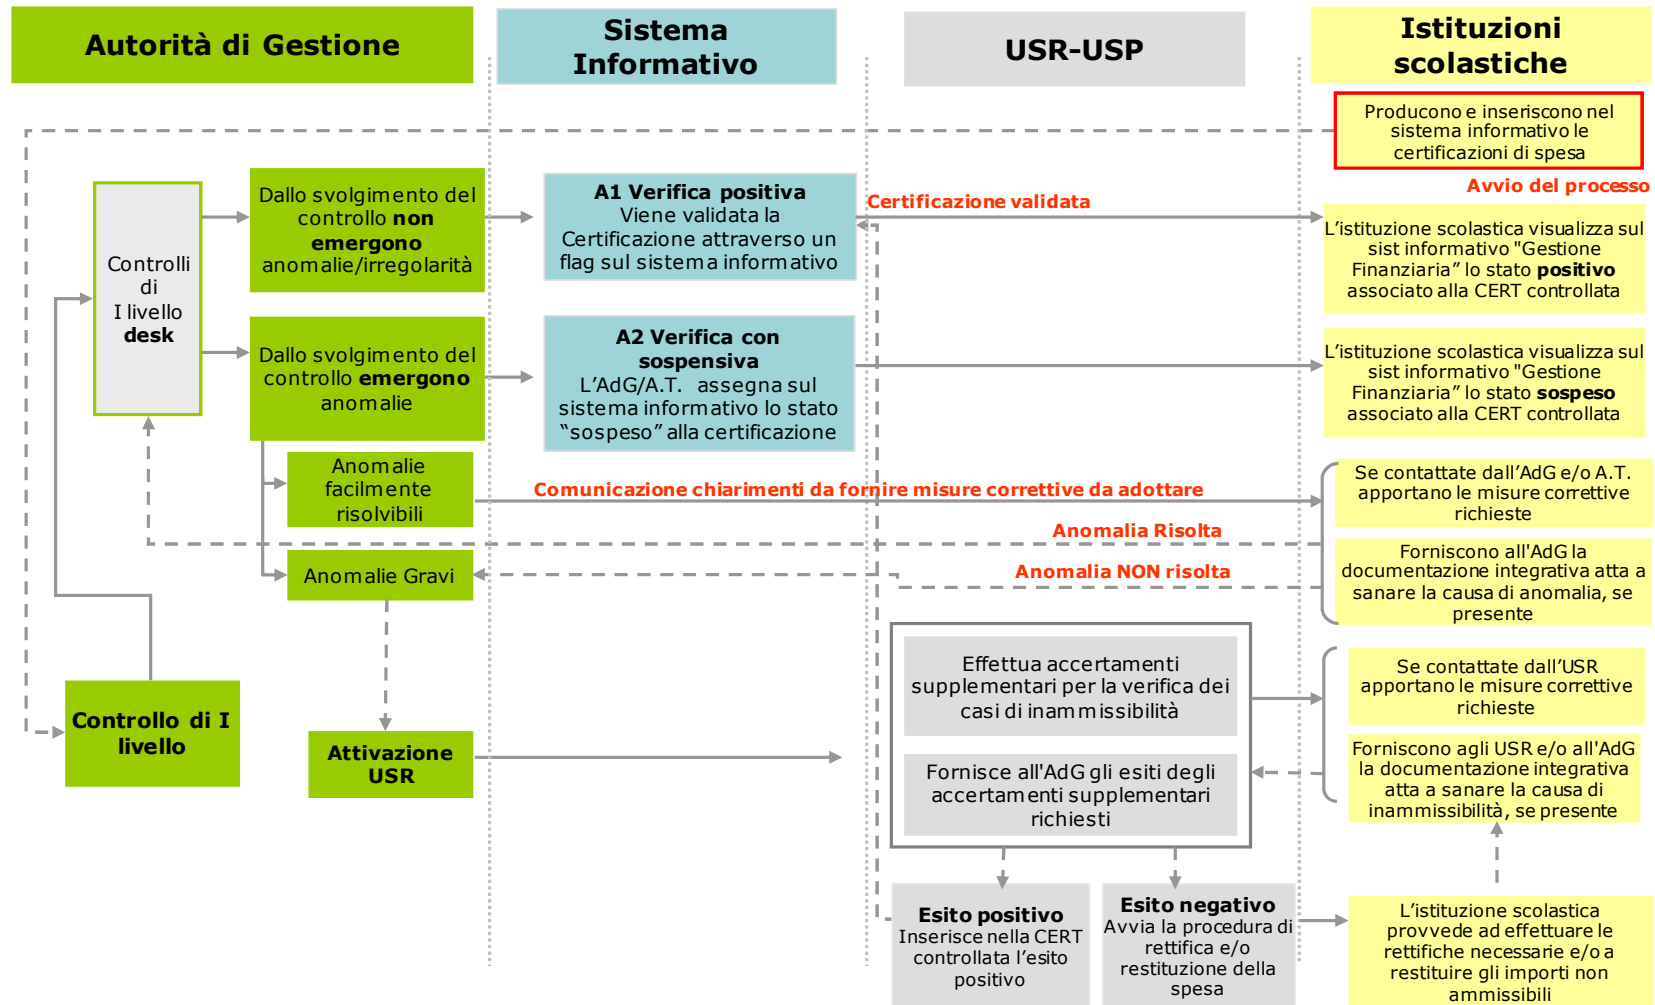 Autorità di Gestione
Sistema
Informativo
USR-USP
Istituzioni
scolastiche
Producono e inseriscono nel
sistema informativo le
certificazioni di spesa
Avvio del processo
Controlli
di
I livello
desk
Dallo svolgimento del
controllo non
emergono
anomalie/irregolarità
A1 Verifica positiva
Viene validata la
Certificazione attraverso un
flag sul sistema informativo
Certificazione validata
L'istituzione scolastica visualizza sul
sist informativo "Gestione
Finanziaria" lo stato positivo
associato alla CERT controllata
Dallo svolgimento del
controllo emergono
anomalie
A2 Verifica con
sospensiva
L'AdG/A.T. assegna sul
sistema informativo lo stato
"sospeso" alla certificazione
L'istituzione scolastica visualizza sul
sist informativo "Gestione
Finanziaria" lo stato sospeso
associato alla CERT controllata
Anomalie
facilmente
risolvibili
Comunicazione chiarimenti da fornire misure correttive da adottare
Se contattate dall'AdG e/o A.T.
apportano le misure correttive
richieste
Anomalia Risolta
Anomalie Gravi
Anomalia NON risolta
Forniscono all'AdG la
documentazione integrativa atta a
sanare la causa di anomalia, se
presente
Controllo di I
livello
Attivazione
USR
Effettua accertamenti
supplementari per la verifica dei
casi di inammissibilità
Fornisce all'AdG gli esiti degli
accertamenti supplementari
richiesti
Se contattate dall'USR
apportano le misure correttive
richieste
Forniscono agli USR e/o all'AdG
la documentazione integrativa
atta a sanare la causa di
inammissibilità, se presente
Esito positivo
Inserisce nella CERT
controllata l'esito
positivo
Esito negativo
Avvia la procedura di
rettifica e/o
restituzione della
spesa
L'istituzione scolastica
provvede ad effettuare le
rettifiche necessarie e/o a
restituire gli importi non
ammissibili